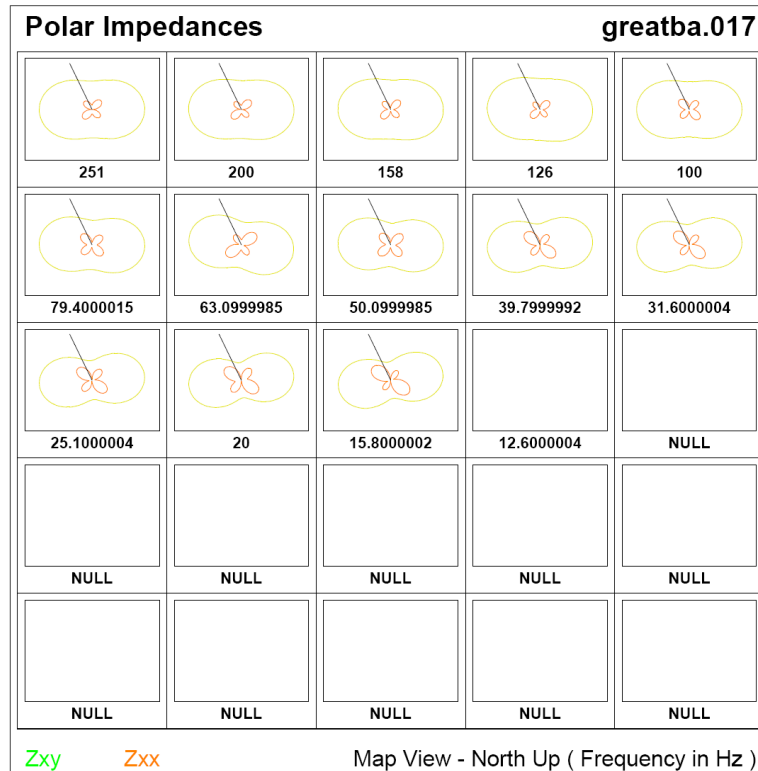 Polar Impedances greatba.017
251 200 158 126 100
79.4000015 63.0999985 50.0999985 39.7999992 31.6000004
25.1000004 20 15.8000002 12.6000004 NULL
NULL NULL NULL NULL NULL
NULL NULL NULL NULL NULL
Zxy Zxx Map View - North Up ( Frequency in Hz )